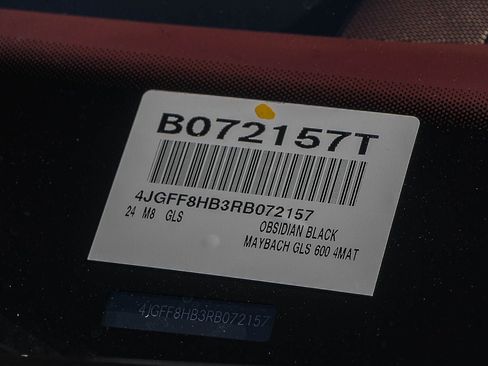 B072157T
4JGFF8HB3RB072157
24 M8 GLS
OBSIDIAN BLACK
MAYBACH GLS 600 4MAT
4JGFF8HB3RB072157